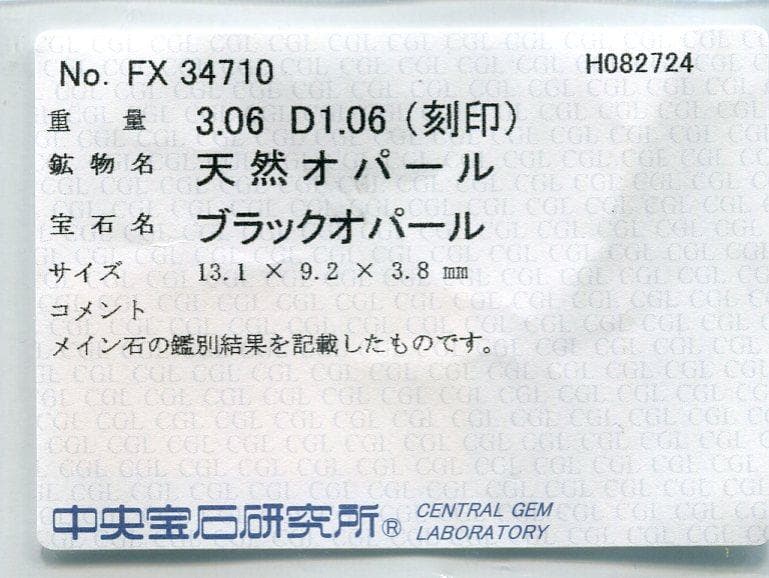 No. FX 34710 H082724
重量 3.06 D1.06（刻印）
鉱物名 天然オパール
宝石名 ブラックオパール
サイズ 13.1 × 9.2 × 3.8 mm
コメント
メイン石の鑑別結果を記載したものです。
中央宝石研究所® CENTRAL GEM
LABORATORY